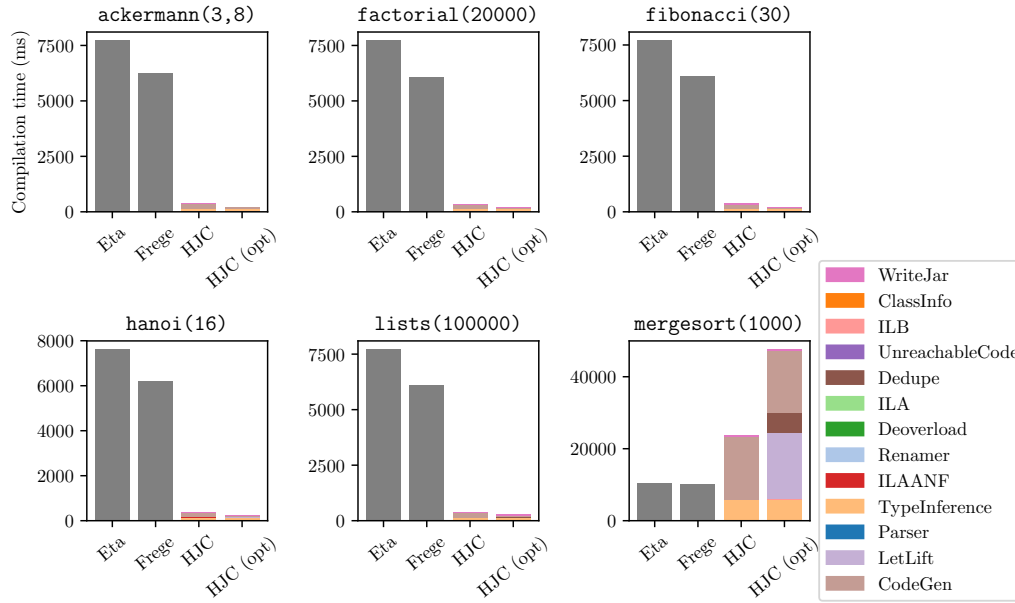 ackermann(3,8)
factorial(20000)
fibonacci(30)
Compilation time (ms)
7500
5000
2500
0
Eta
Frege
HJC
HJC (opt)
7500
5000
2500
0
Eta
Frege
HJC
HJC (opt)
7500
5000
2500
0
Eta
Frege
HJC
HJC (opt)
hanoi(16)
lists(100000)
mergesort(1000)
8000
6000
4000
2000
0
Eta
Frege
HJC
HJC (opt)
7500
5000
2500
0
Eta
Frege
HJC
HJC (opt)
40000
20000
0
Eta
Frege
HJC
HJC (opt)
WriteJar
ClassInfo
ILB
UnreachableCode
Dedupe
ILA
Deoverload
Renamer
ILAANF
TypeInference
Parser
LetLift
CodeGen